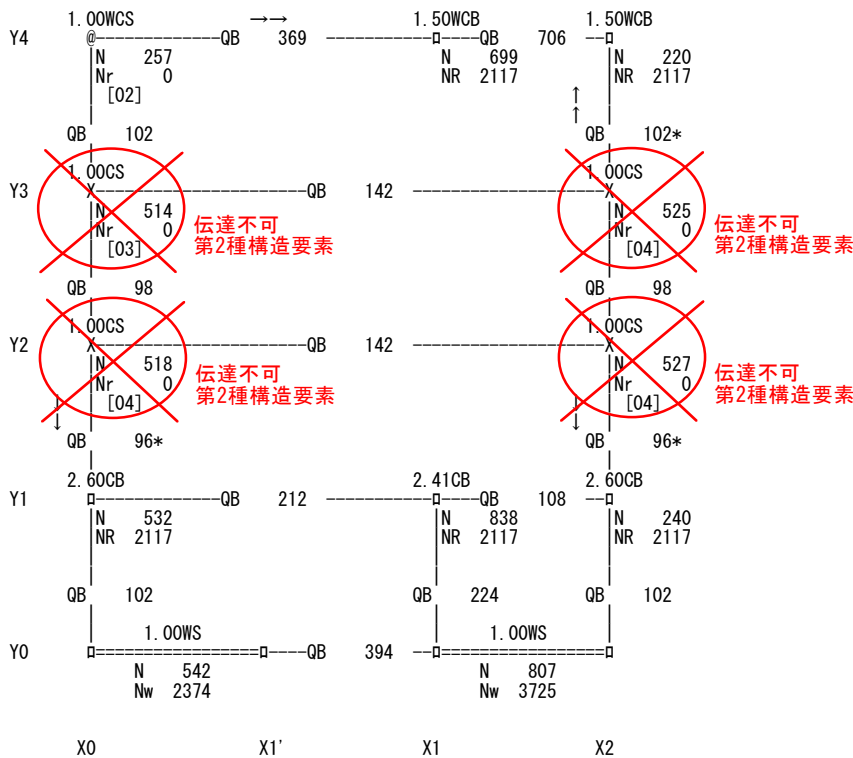 1.00WCS →→ 1.50WCB 1.50WCB
Y4 @-------------QB 369 -----------¤----QB 706 --¤
N 257 N 699 N 220
Nr 0 NR 2117 ↑ NR 2117
[02] ↑
QB 102 QB 102*
1.00CS 1.00CS
Y3 X----------------------QB 142 --------------------X
N 514 伝達不可 N 525 伝達不可
Nr 0 第2種構造要素 Nr 0 第2種構造要素
[03] [04]
QB 98 QB 98
1.00CS 1.00CS
Y2 X----------------------QB 142 --------------------X
N 518 伝達不可 N 527 伝達不可
Nr 0 第2種構造要素 Nr 0 第2種構造要素
↓ [04] ↓ [04]
↓ ↓
QB 96* QB 96*
2.60CB 2.41CB 2.60CB
Y1 ¤-------------QB 212 -----------¤----QB 108 --¤
N 532 N 838 N 240
NR 2117 NR 2117 NR 2117
QB 102 QB 224 QB 102
1.00WS 1.00WS
Y0 ¤=================¤----QB 394 --¤=================¤
N 542 N 807
Nw 2374 Nw 3725
X0 X1' X1 X2